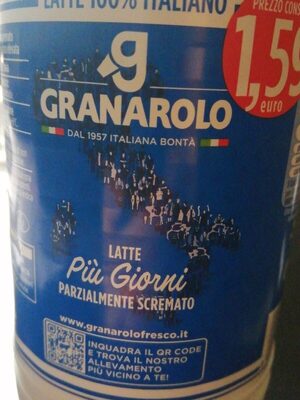 LATTE 100% ITALIANO
PREZZO CONS
1,59
euro
g
GRANAROLO
DAL 1957 ITALIANA BONTÀ
LATTE
Più Giorni
PARZIALMENTE SCREMATO
www.granarolofresco.it
INQUADRA IL QR CODE
E TROVA IL NOSTRO
ALLEVAMENTO
PIÙ VICINO A TE!